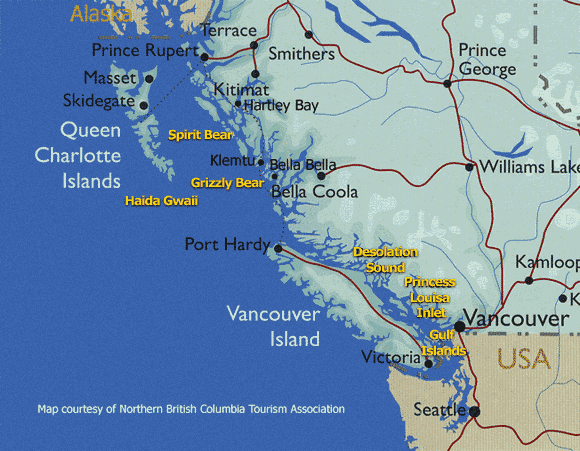 Alaska
Terrace
Prince Rupert
Smithers
Prince
George
Masset
Kitimat
Skidegate
Hartley Bay
Queen
Charlotte
Islands
Spirit Bear
Klemtu
Bella Bella
Williams Lake
Grizzly Bear
Bella Coola
Haida Gwaii
Port Hardy
Desolation
Sound
Kamloop
Princess
Louisa
Inlet
K
Vancouver
Island
Vancouver
Gulf
Islands
Victoria
USA
Map courtesy of Northern British Columbia Tourism Association
Seattle